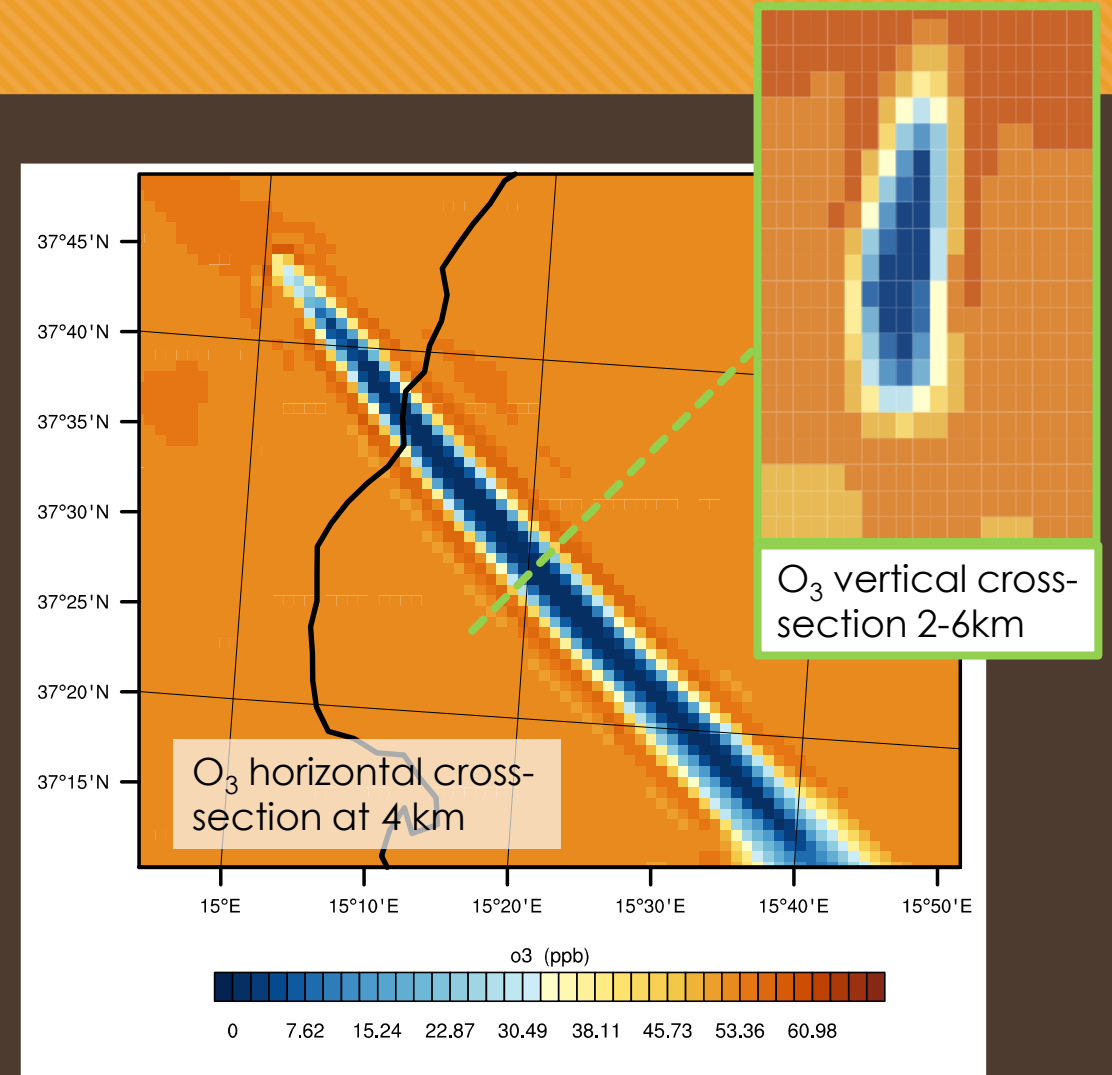 37°45'N
37°40'N
37°35'N
37°30'N
37°25'N
37°20'N
37°15'N
O₃ vertical cross-
section 2-6km
O₃ horizontal cross-
section at 4 km
15°E 15°10'E 15°20'E 15°30'E 15°40'E 15°50'E
o3 (ppb)
0 7.62 15.24 22.87 30.49 38.11 45.73 53.36 60.98